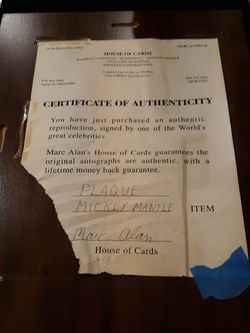 HOUSE OF CARDS
CERTIFICATE OF AUTHENTICITY
You have just purchased an authentic
reproduction, signed by one of the World's
great celebrities.
Marc Alan's House of Cards guarantees the
original autographs are authentic, with a
lifetime money back guarantee.
PLAQUE
MICKEY MANTLE ITEM
Marc Alan
House of Cards